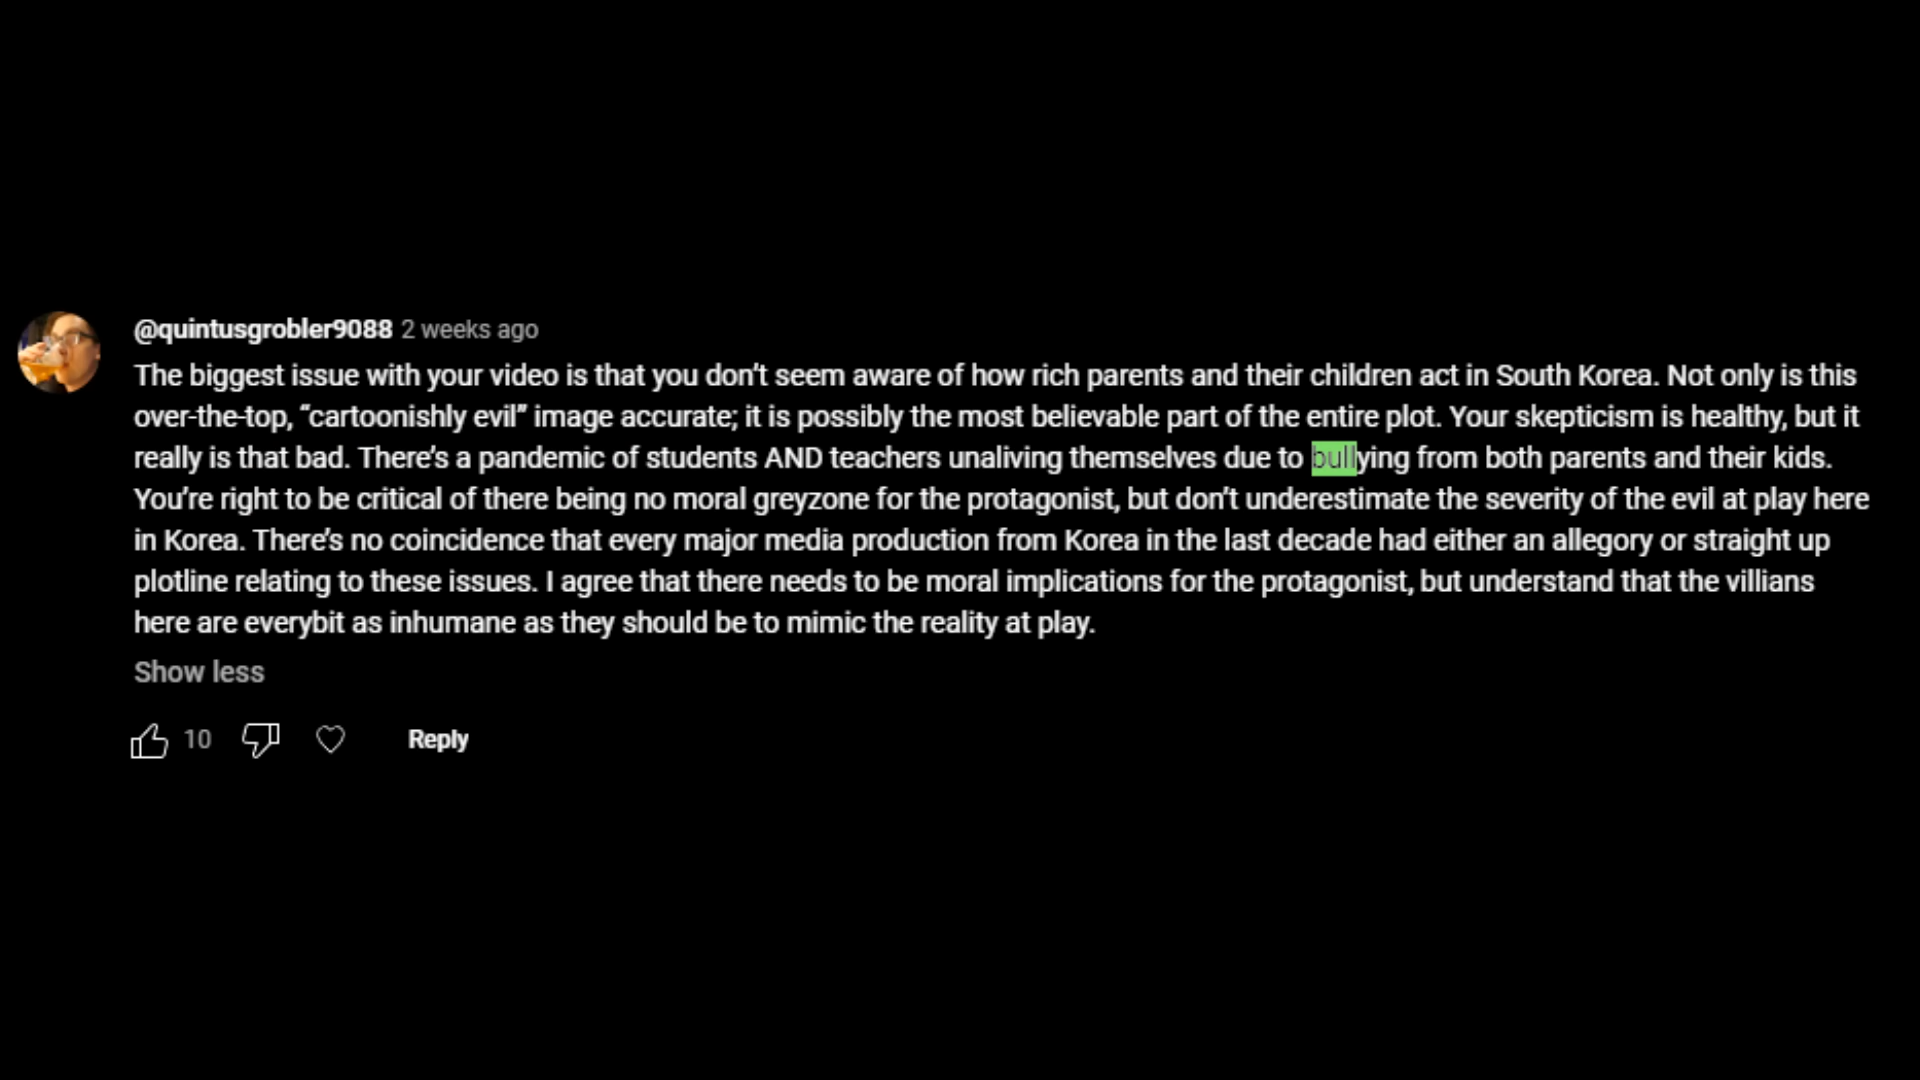 @quintusgrobler9088 2 weeks ago
The biggest issue with your video is that you don’t seem aware of how rich parents and their children act in South Korea. Not only is this
over-the-top, “cartoonishly evil” image accurate; it is possibly the most believable part of the entire plot. Your skepticism is healthy, but it
really is that bad. There’s a pandemic of students AND teachers unaliving themselves due to bullying from both parents and their kids.
You’re right to be critical of there being no moral greyzone for the protagonist, but don’t underestimate the severity of the evil at play here
in Korea. There’s no coincidence that every major media production from Korea in the last decade had either an allegory or straight up
plotline relating to these issues. I agree that there needs to be moral implications for the protagonist, but understand that the villians
here are everybit as inhumane as they should be to mimic the reality at play.
Show less
10 Reply